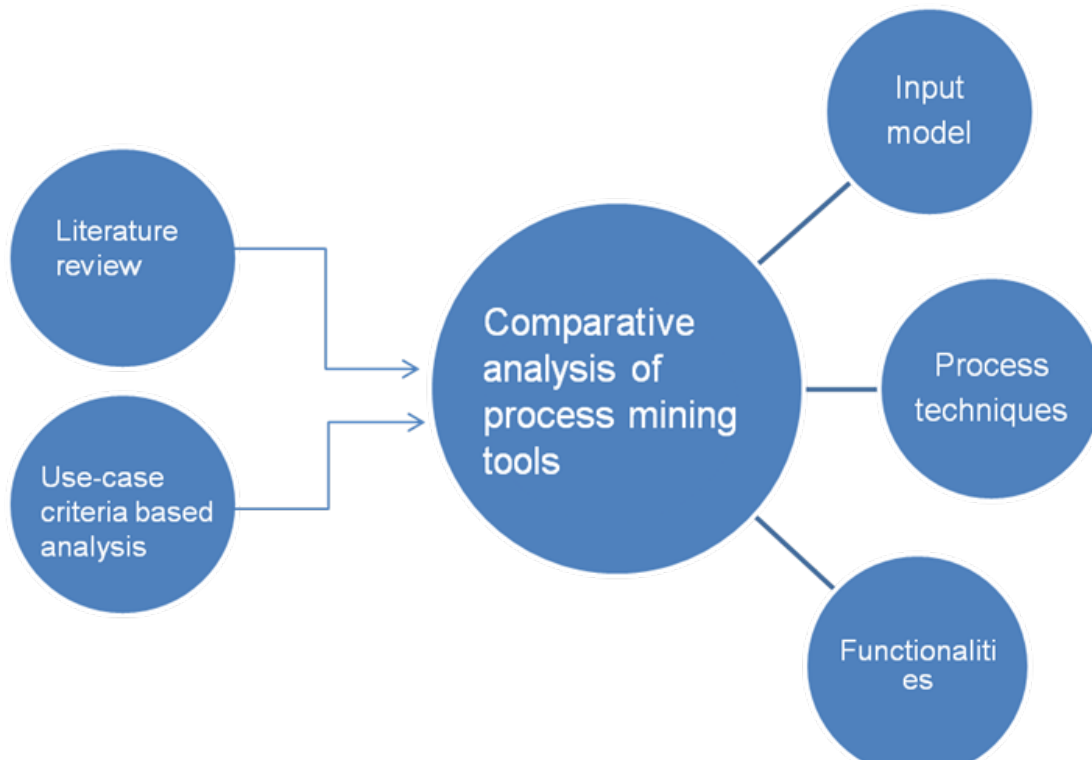 Literature
review
Use-case
criteria based
analysis
Comparative
analysis of
process mining
tools
Input
model
Process
techniques
Functionaliti
es